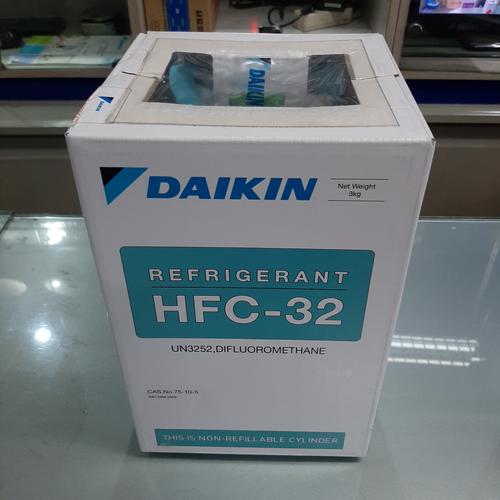 DAIKIN
DAIKIN
DAIKIN
Net Weight
3kg
REFRIGERANT
HFC-32
UN3252,DIFLUOROMETHANE
CAS.No.75-10-5
THIS IS NON-REFILLABLE CYLINDER